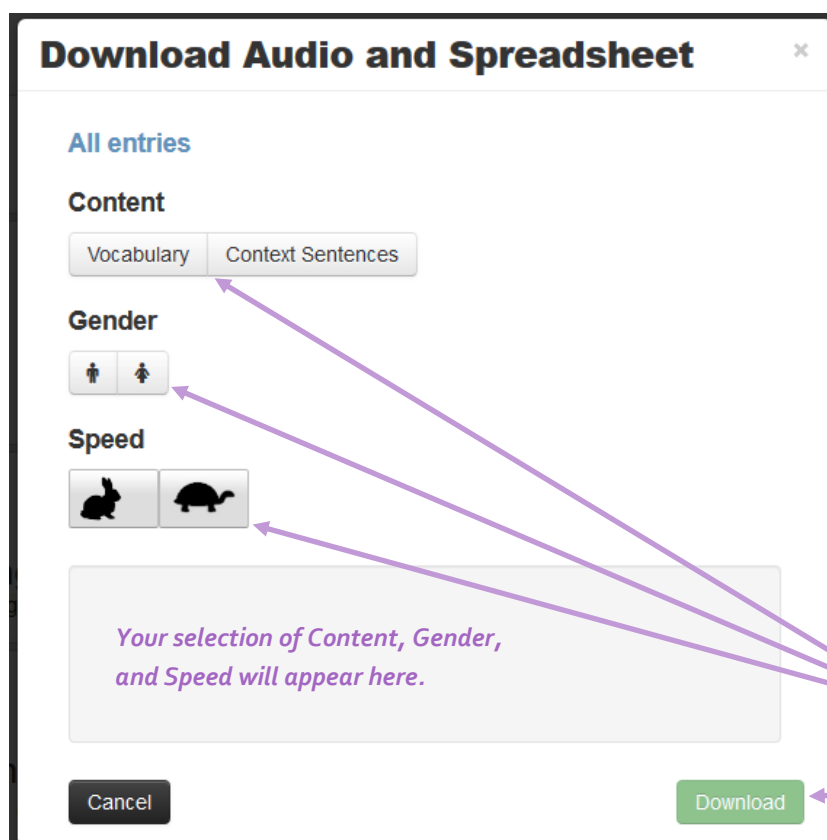 Download Audio and Spreadsheet ×
All entries
Content
Vocabulary Context Sentences
Gender
Speed
Your selection of Content, Gender,
and Speed will appear here.
Cancel Download